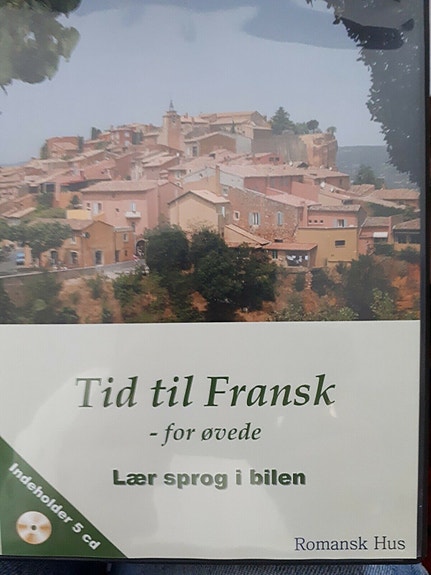 Tid til Fransk
- for øvede
Lær sprog i bilen
Indeholder 5 cd
Romansk Hus